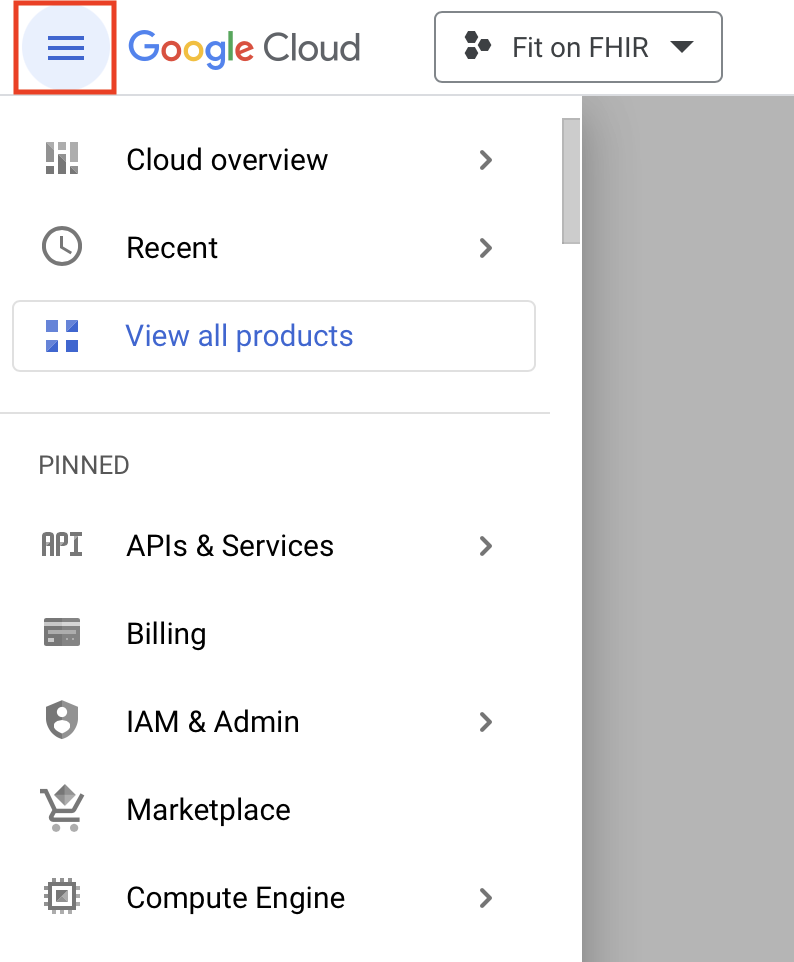 Google Cloud
Fit on FHIR
Cloud overview
Recent
View all products
PINNED
API
APIs & Services
Billing
IAM & Admin
Marketplace
Compute Engine